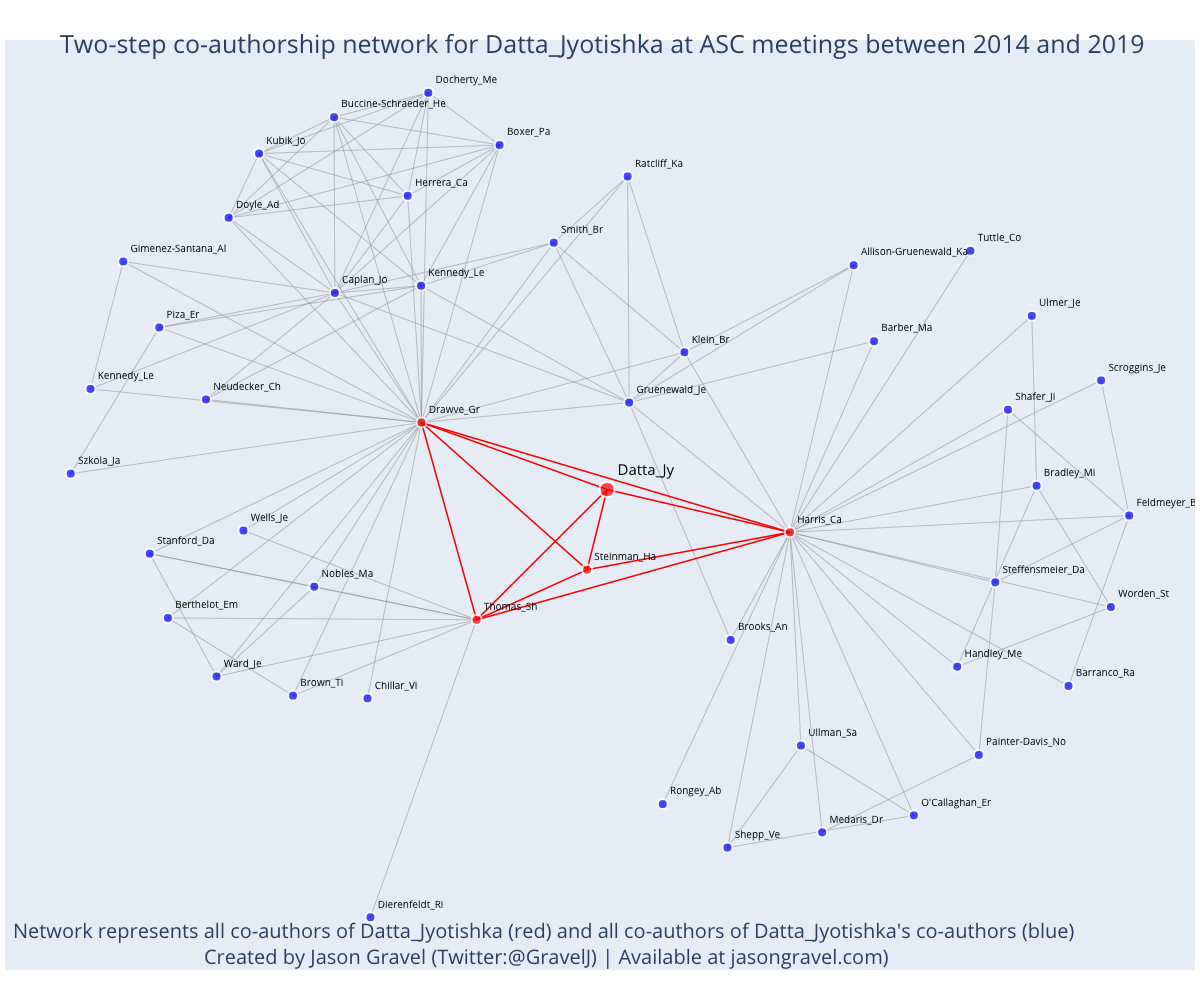 Two-step co-authorship network for Datta_Jyotishka at ASC meetings between 2014 and 2019
Docherty_Me
Buccine-Schraeder_He
Boxer_Pa
Kubik_Jo
Ratcliff_Ka
Herrera_Ca
Doyle_Ad
Smith_Br
Tuttle_Co
Gimenez-Santana_Al
Allison-Gruenewald_Ka
Caplan_Jo
Kennedy_Le
Ulmer_Je
Piza_Er
Barber_Ma
Klein_Br
Scroggins_Je
Kennedy_Le
Neudecker_Ch
Gruenewald_Je
Shafer_Ji
Drawve_Gr
Szkola_Ja
Datta_Jy
Bradley_Mi
Feldmeyer_B
Wells_Je
Harris_Ca
Stanford_Da
Steinman_Ha
Steffensmeier_Da
Nobles_Ma
Worden_St
Berthelot_Em
Thomas_Sh
Brooks_An
Handley_Me
Ward_Je
Barranco_Ra
Brown_Ti
Chillar_Vi
Ullman_Sa
Painter-Davis_No
Rongey_Ab
O'Callaghan_Er
Medaris_Dr
Shepp_Ve
Dierenfeldt_Ri
Network represents all co-authors of Datta_Jyotishka (red) and all co-authors of Datta_Jyotishka's co-authors (blue)
Created by Jason Gravel (Twitter:@GravelJ) | Available at jasongravel.com)